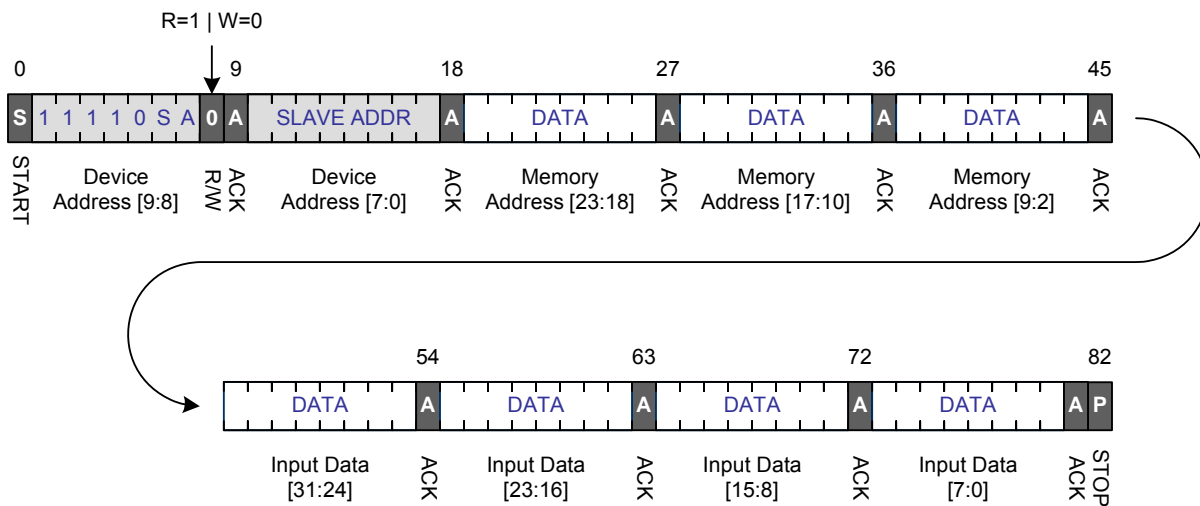 R=1 | W=0
0 9 18 27 36 45
S 1 1 1 1 0 S A 0 A SLAVE ADDR A DATA A DATA A DATA A
START Device Address [9:8] R/W ACK Device Address [7:0] ACK Memory Address [23:18] ACK Memory Address [17:10] ACK Memory Address [9:2] ACK
54 63 72 82
DATA A DATA A DATA A DATA A P
Input Data [31:24] ACK Input Data [23:16] ACK Input Data [15:8] ACK Input Data [7:0] ACK STOP